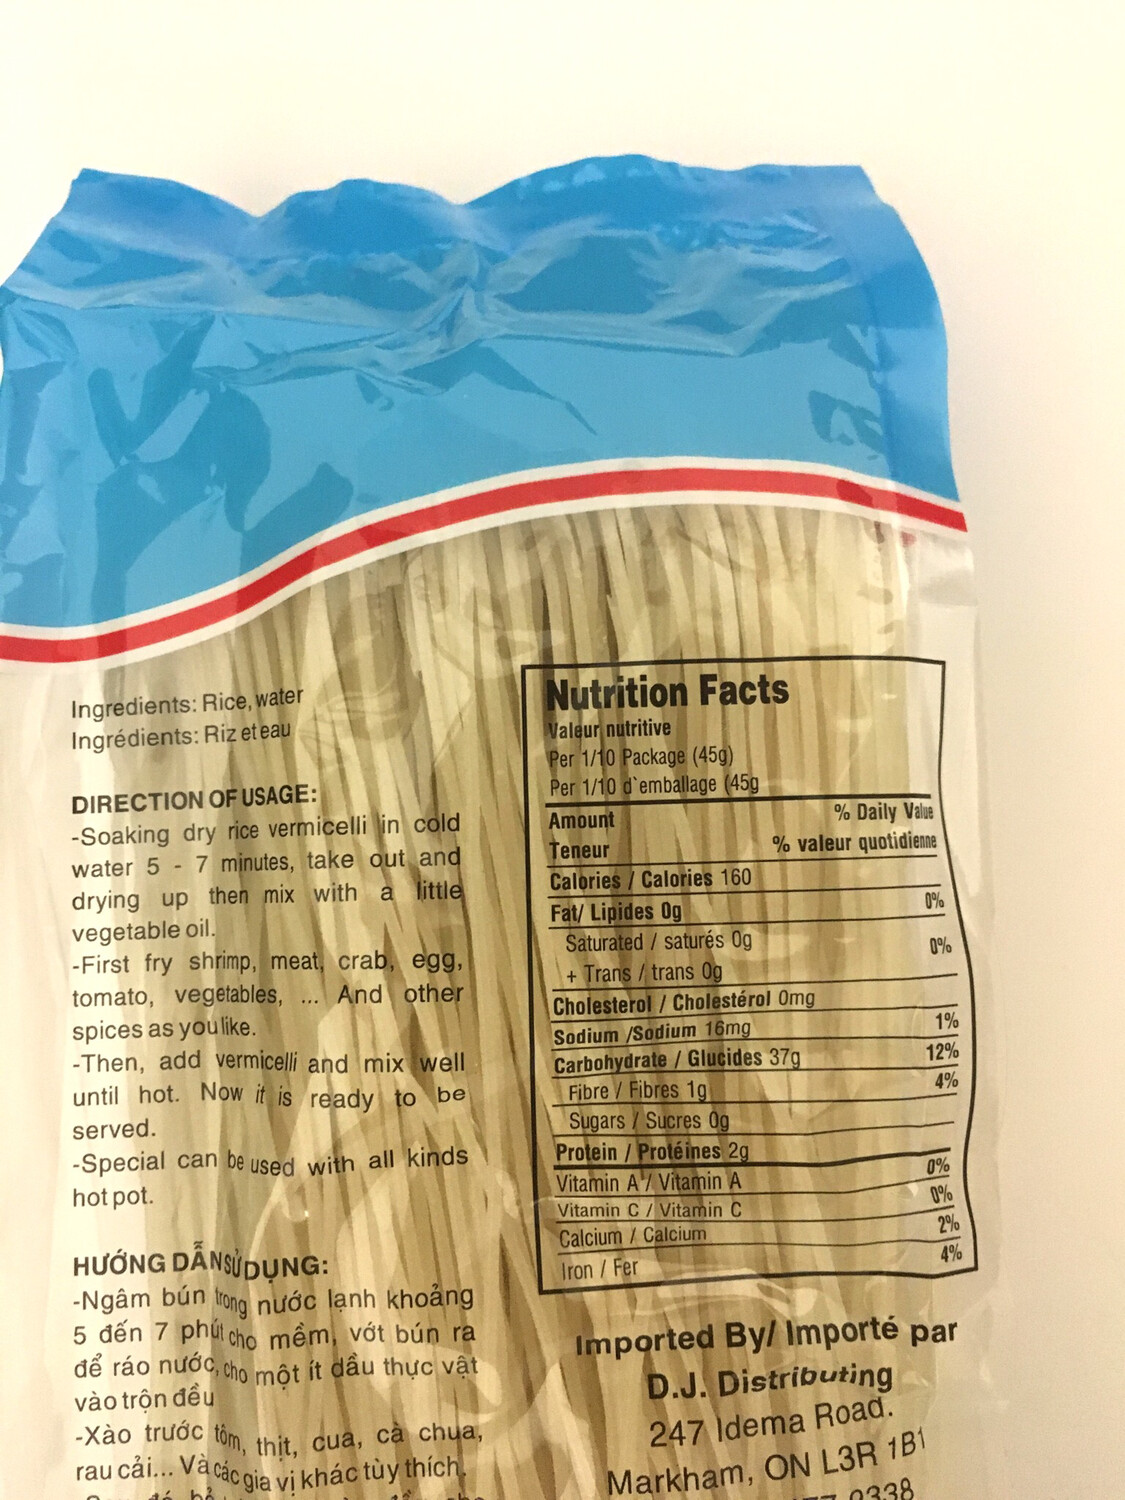 Ingredients: Rice, water
Ingrédients: Riz et eau
DIRECTION OF USAGE:
-Soaking dry rice vermicelli in cold
water 5 - 7 minutes, take out and
drying up then mix with a little
vegetable oil.
-First fry shrimp, meat, crab, egg,
tomato, vegetables, ... And other
spices as you like.
-Then, add vermicelli and mix well
until hot. Now it is ready to be
served.
-Special can be used with all kinds
hot pot.
HƯỚNG DẪN SỬ DỤNG:
-Ngâm bún trong nước lạnh khoảng
5 đến 7 phút cho mềm, vớt bún ra
để ráo nước, cho một ít dầu thực vật
vào trộn đều
-Xào trước tôm, thịt, cua, cà chua,
rau cải... Và các gia vị khác tùy thích.
Nutrition Facts
Valeur nutritive
Per 1/10 Package (45g)
Per 1/10 d`emballage (45g
Amount % Daily Value
Teneur % valeur quotidienne
Calories / Calories 160
Fat/ Lipides 0g 0%
Saturated / saturés 0g 0%
+ Trans / trans 0g
Cholesterol / Cholestérol 0mg
Sodium /Sodium 16mg 1%
Carbohydrate / Glucides 37g 12%
Fibre / Fibres 1g 4%
Sugars / Sucres 0g
Protein / Protéines 2g
Vitamin A / Vitamin A 0%
Vitamin C / Vitamin C 0%
Calcium / Calcium 2%
Iron / Fer 4%
Imported By/ Importé par
D.J. Distributing
247 Idema Road.
Markham, ON L3R 1B1
0338